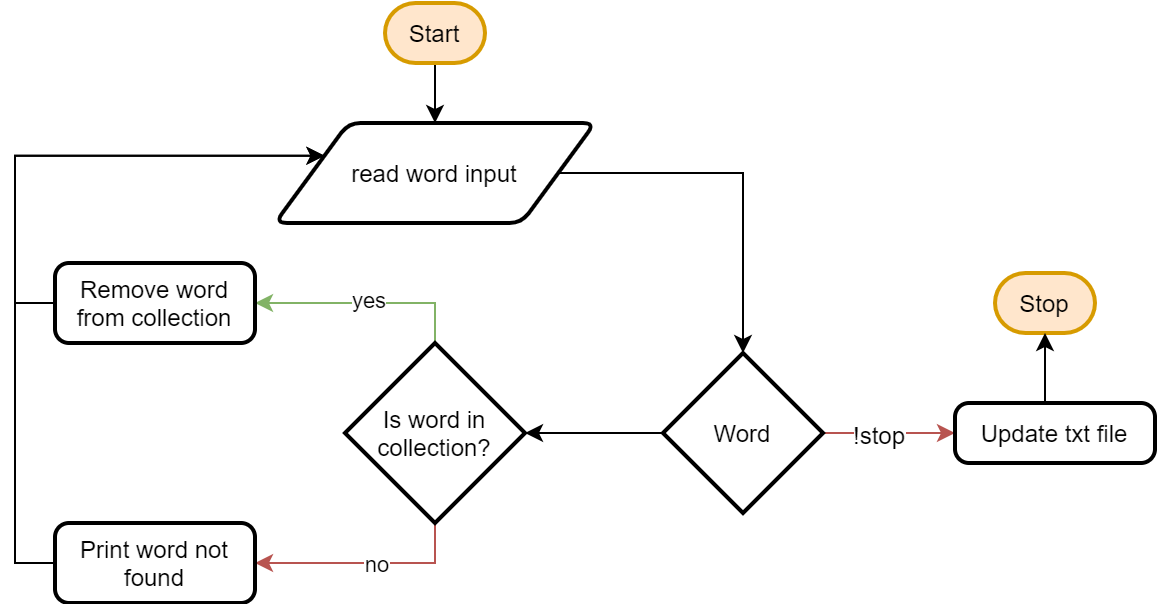 Start
read word input
Remove word
from collection
yes
Stop
Is word in
collection?
Word
!stop
Update txt file
Print word not
found
no